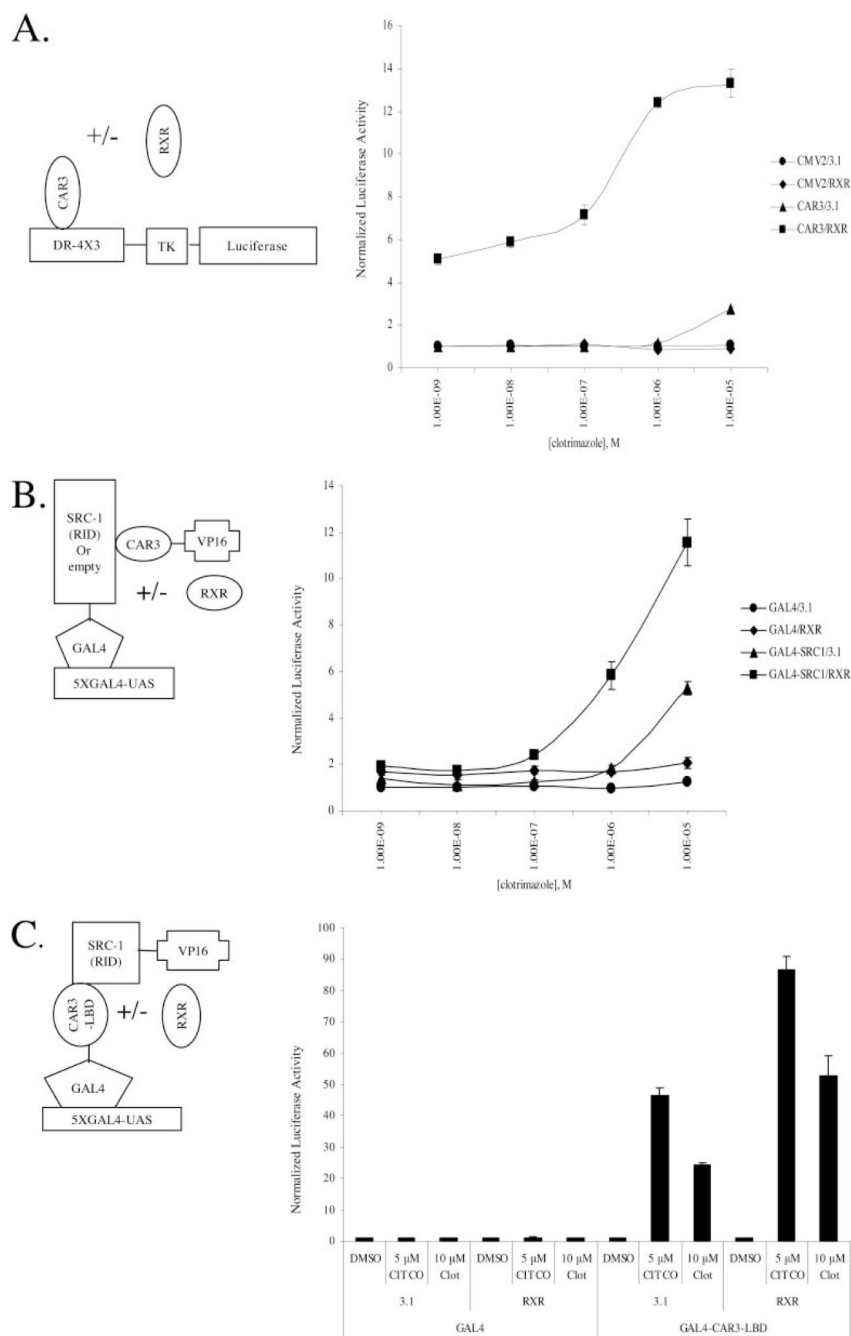 A.
+/-
RXR
CAR3
DR-4X3
TK
Luciferase
Normalized Luciferase Activity
16
14
12
10
8
6
4
2
0
1.00E-09
1.00E-08
1.00E-07
1.00E-06
1.00E-05
[clotrimazole], M
CMV2/3.1
CMV2/RXR
CAR3/3.1
CAR3/RXR
B.
SRC-1
(RID)
Or
empty
CAR3
VP16
+/-
RXR
GAL4
5XGAL4-UAS
Normalized Luciferase Activity
14
12
10
8
6
4
2
0
1.00E-09
1.00E-08
1.00E-07
1.00E-06
1.00E-05
[clotrimazole], M
GAL4/3.1
GAL4/RXR
GAL4-SRC1/3.1
GAL4-SRC1/RXR
C.
SRC-1
(RID)
VP16
CAR3
-LBD
+/-
RXR
GAL4
5XGAL4-UAS
Normalized Luciferase Activity
100
90
80
70
60
50
40
30
20
10
0
DMSO 5 μM 10 μM DMSO 5 μM 10 μM DMSO 5 μM 10 μM DMSO 5 μM 10 μM
CITCO Clot CITCO Clot CITCO Clot CITCO Clot
3.1 RXR 3.1 RXR
GAL4 GAL4-CAR3-LBD